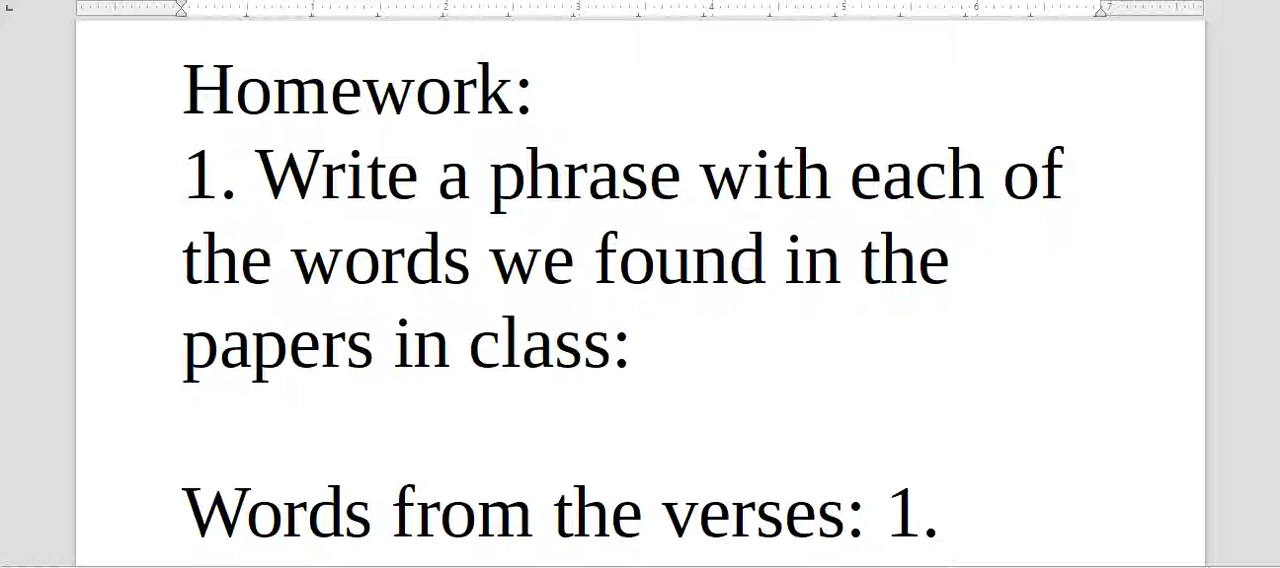 Homework:
1. Write a phrase with each of
the words we found in the
papers in class:
Words from the verses: 1.